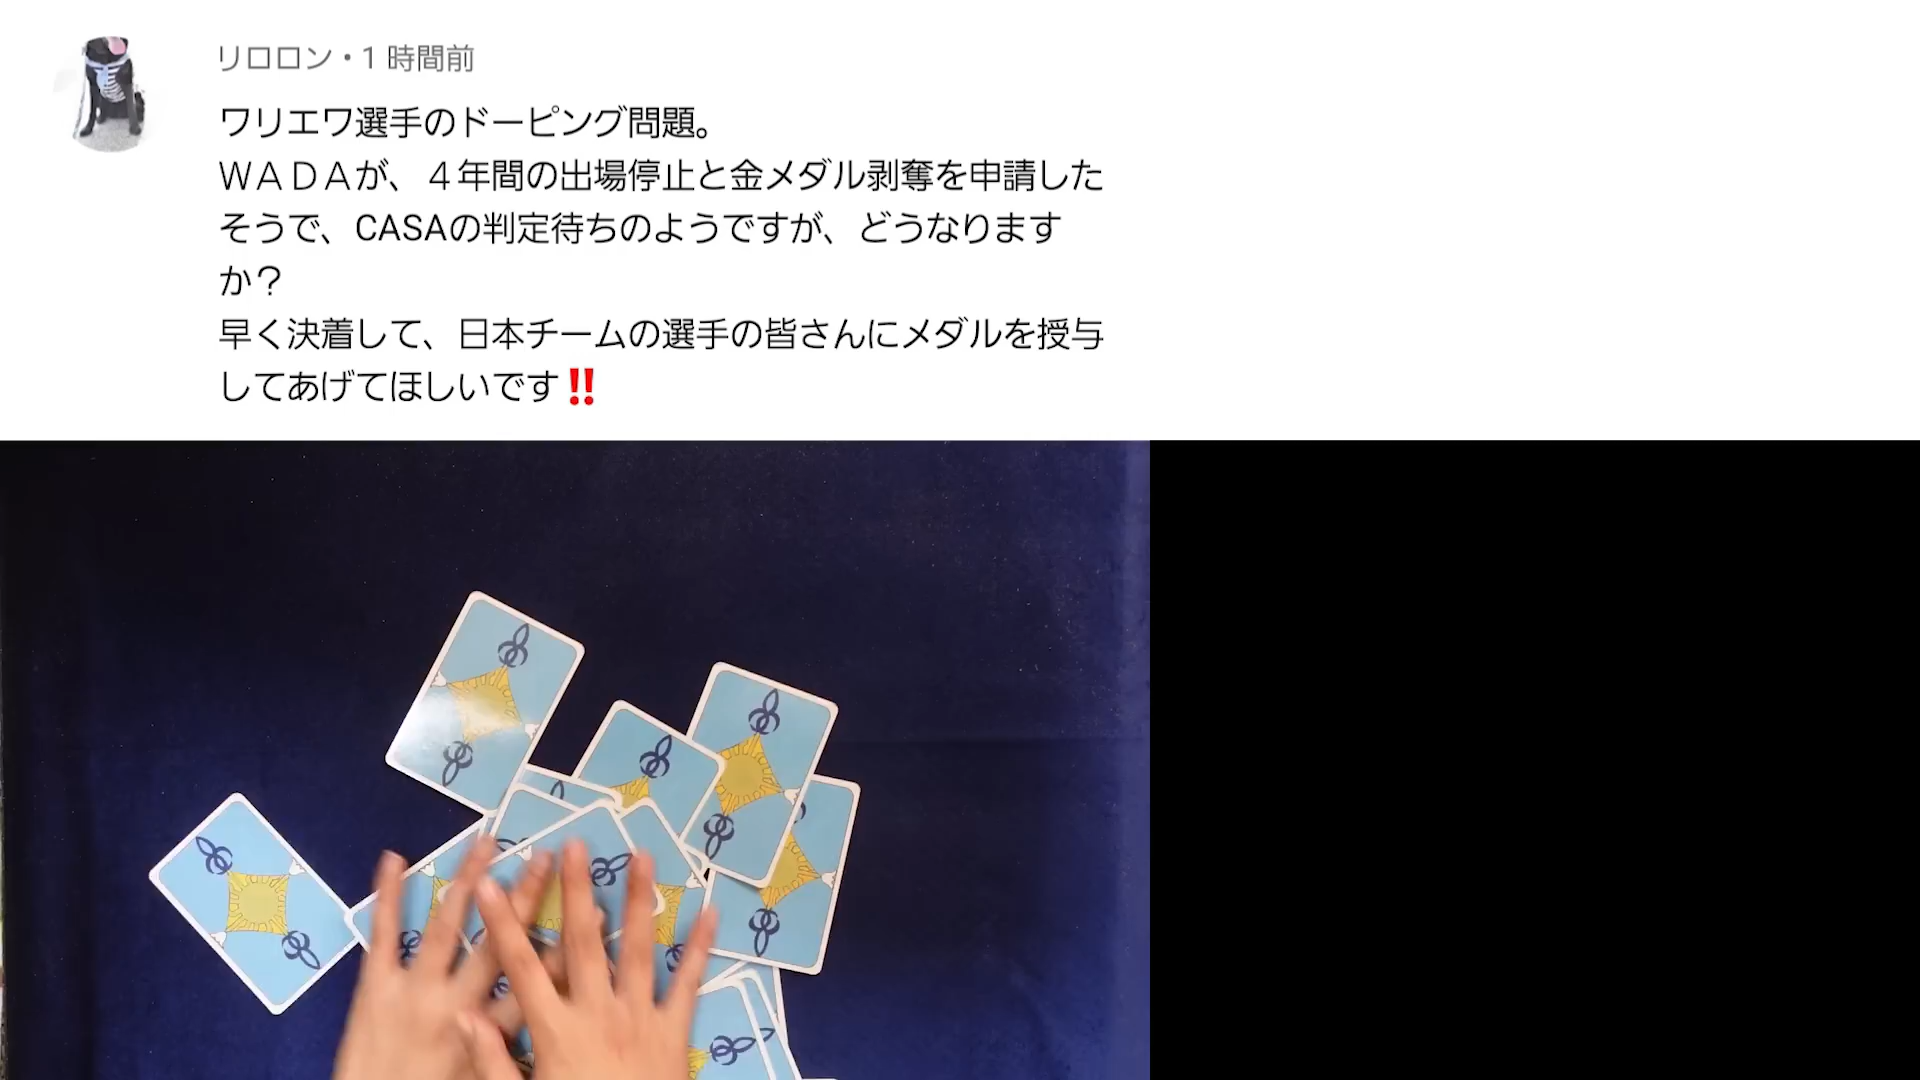 リロロン・1 時間前
ワリエワ選手のドーピング問題。
ＷＡＤＡが、４年間の出場停止と金メダル剥奪を申請した
そうで、CASAの判定待ちのようですが、どうなります
か？
早く決着して、日本チームの選手の皆さんにメダルを授与
してあげてほしいです‼️